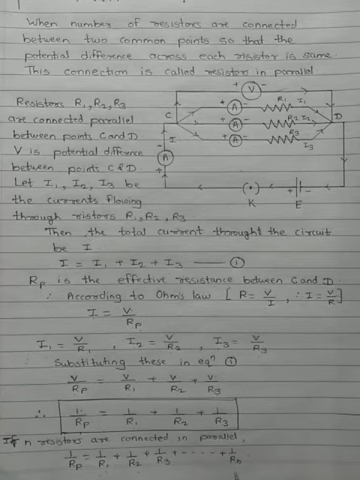 When number of resistors are connected
between two common points so that the
potential difference across each risistor is same.
This connection is called resistor in parallel
Resistors R₁, R₂, R₃
are connected parallel
between points C and D.
V is potential difference
between points C & D.
Let I₁, I₂, I₃ be
the currents flowing
through ristors R₁, R₂, R₃
+ V -
+ A - R₁ I₁
C + A - R₂ I₂ D
+ A - R₃ I₃
I
- A +
K E
+ -
Then the total current throught the circuit
be I
I = I₁ + I₂ + I₃ — ①
Rp is the effective resistance between C and D.
∴ According to Ohm's law [ R = V/I , ∴ I = V/R ]
I = V/Rp
I₁ = V/R₁ , I₂ = V/R₂ , I₃ = V/R₃
∴ Substituting these in eqⁿ ①
V/Rp = V/R₁ + V/R₂ + V/R₃
∴ 1/Rp = 1/R₁ + 1/R₂ + 1/R₃
If n resistors are connected in parallel,
1/Rp = 1/R₁ + 1/R₂ + 1/R₃ + ..... + 1/Rn